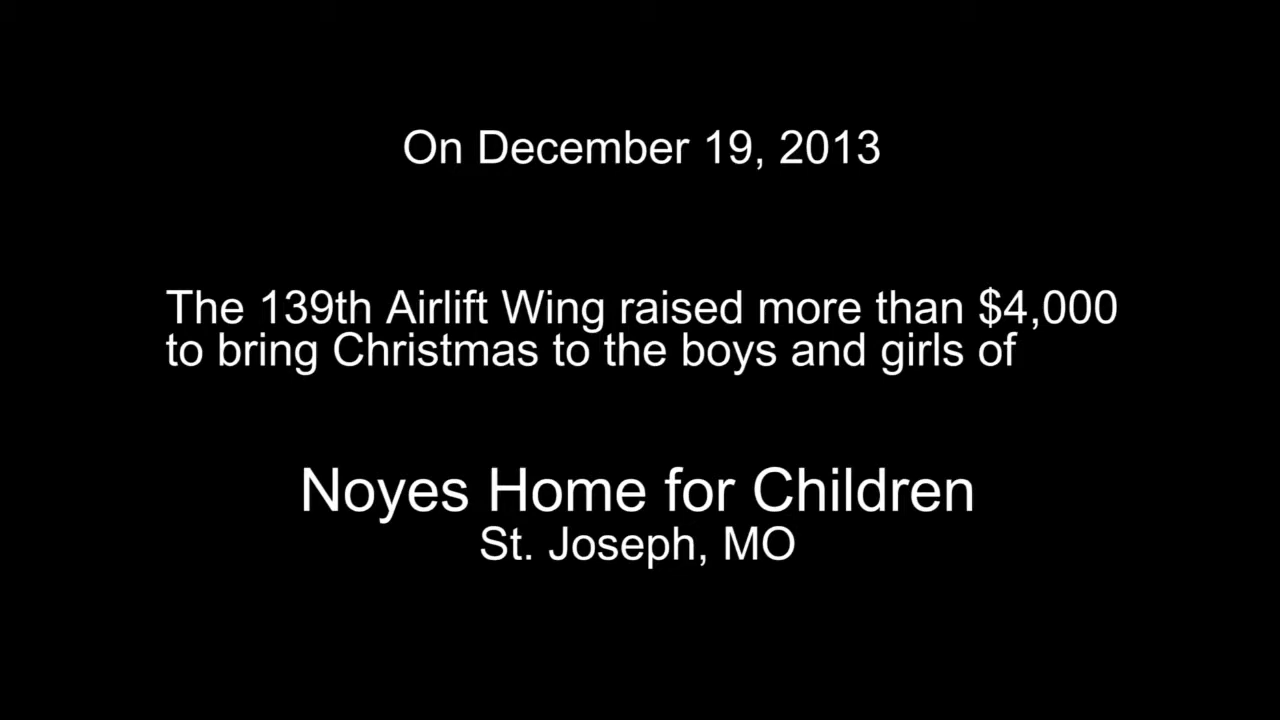 On December 19, 2013
The 139th Airlift Wing raised more than $4,000
to bring Christmas to the boys and girls of
Noyes Home for Children
St. Joseph, MO